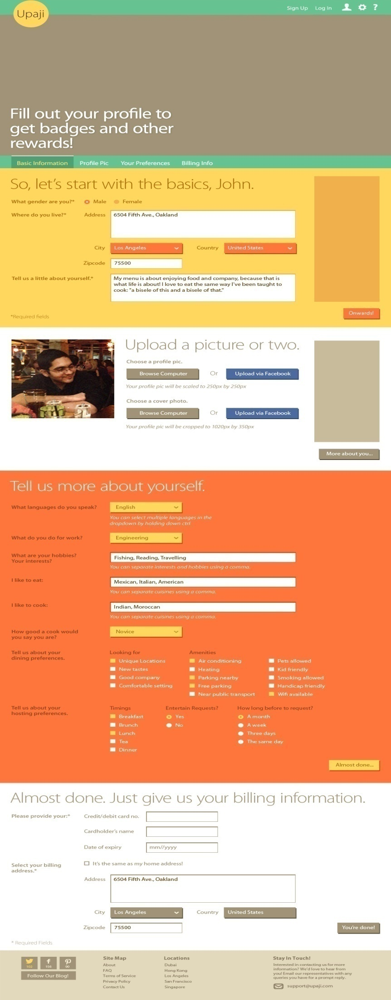 Upaji
Sign Up Log In ?
Fill out your profile to
get badges and other
rewards!
Basic Information Profile Pic Your Preferences Billing Info
So, let's start with the basics, John.
What gender are you?* Male Female
Where do you live?* Address 6504 Fifth Ave., Oakland
City Los Angeles Country United States
Zipcode 75500
Tell us a little about yourself.* My menu is about enjoying food and company, because that is
what life is about! I love to eat the same way I've been taught to
cook: "a bisele of this and a bisele of that."
Onwards!
*Required fields
Upload a picture or two.
Choose a profile pic.
Browse Computer Or Upload via Facebook
Your profile pic will be scaled to 250px by 250px
Choose a cover photo.
Browse Computer Or Upload via Facebook
Your profile pic will be cropped to 1020px by 350px
More about you...
Tell us more about yourself.
What languages do you speak? English
You can select multiple languages in the
dropdown by holding down ctrl
What do you do for work? Engineering
What are your hobbies?
Your interests?
Fishing, Reading, Travelling
You can separate interests and hobbies using a comma.
I like to eat: Mexican, Italian, American
You can separate cuisines using a comma.
I like to cook: Indian, Moroccan
You can separate cuisines using a comma.
How good a cook would
you say you are?
Novice
Tell us about your
dining preferences.
Looking for Amenities
Unique Locations Air conditioning Pets allowed
New tastes Heating Kid friendly
Good company Parking nearby Smoking allowed
Comfortable setting Free parking Handicap friendly
Near public transport Wifi available
Tell us about your
hosting preferences.
Timings Entertain Requests? How long before to request?
Breakfast Yes A month
Brunch No A week
Lunch Three days
Tea The same day
Dinner
Almost done...
Almost done. Just give us your billing information.
Please provide your:* Credit/debit card no.
Cardholder's name
Date of expiry mm//yyyy
Select your billing
address.*
It's the same as my home address!
Address 6504 Fifth Ave., Oakland
City Los Angeles Country United States
Zipcode 75500
You're done!
* Required Fields
102 156 90
Follow Our Blog!
Site Map
About
FAQ
Terms of Service
Privacy Policy
Contact Us
Locations
Dubai
Hong Kong
Los Angeles
San Francisco
Singapore
Stay In Touch!
Interested in contacting us for more
information? We'd love to hear from
you! Email our representatives with any
queries you have for a prompt reply.
support@upaji.com